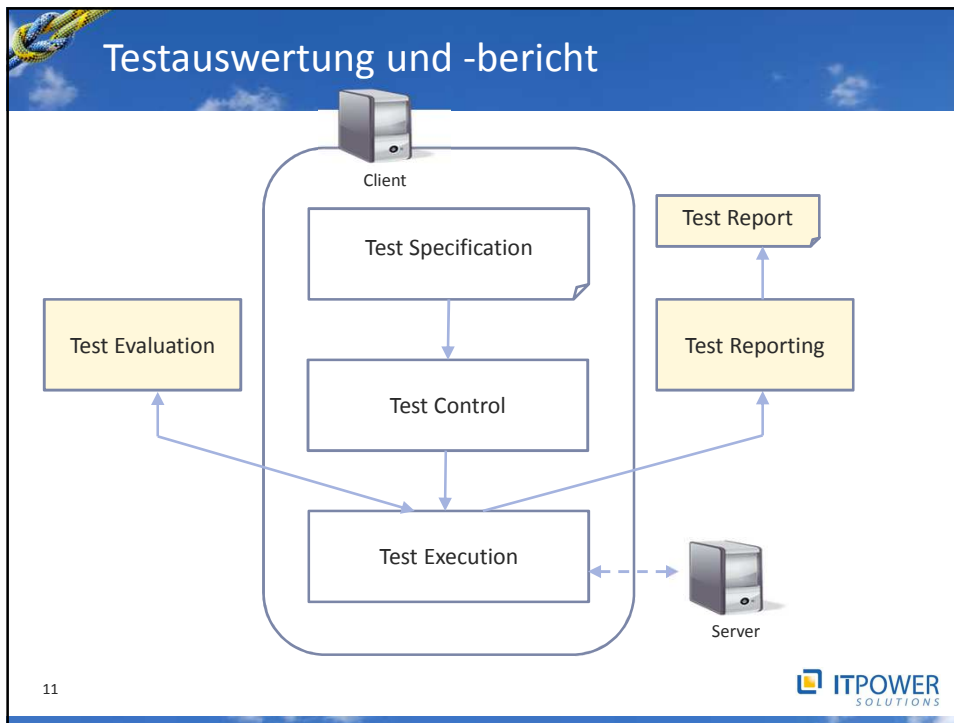 Testauswertung und -bericht
Client
Test Specification
Test Report
Test Evaluation
Test Reporting
Test Control
Test Execution
Server
11
ITPOWER
SOLUTIONS